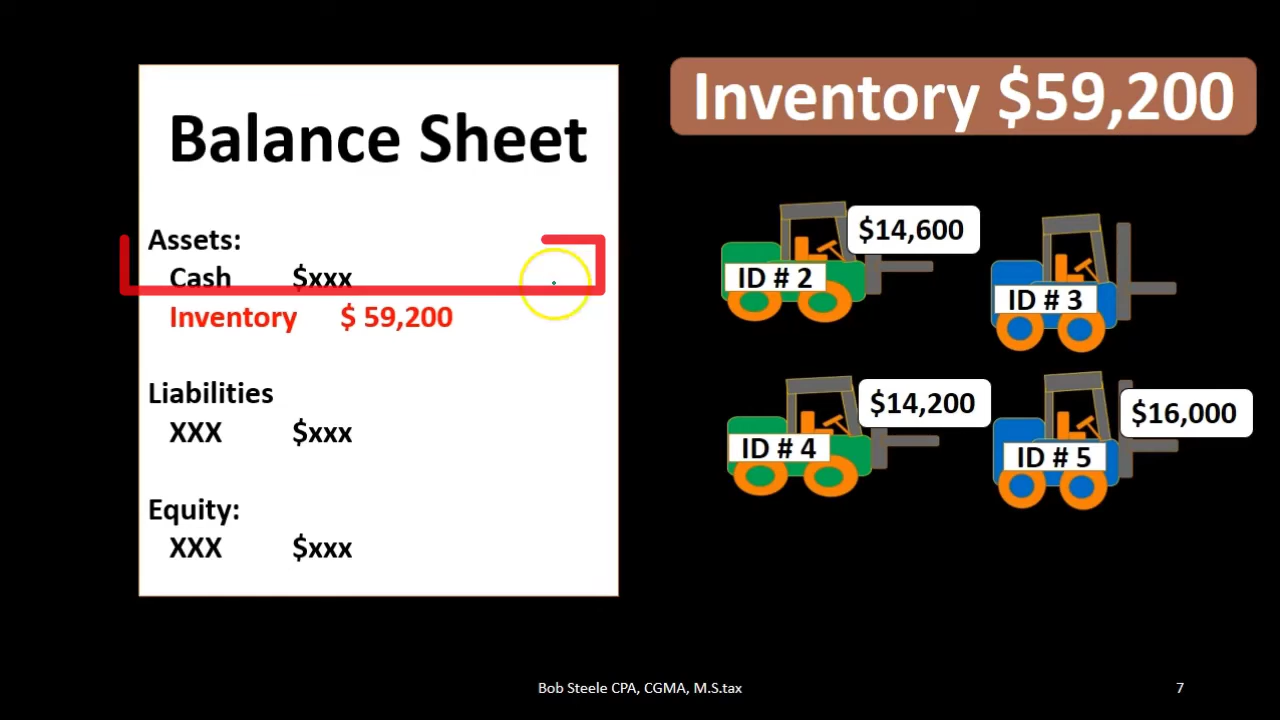 Balance Sheet
Assets:
Cash $xxx
Inventory $ 59,200
Liabilities
XXX $xxx
Equity:
XXX $xxx
Inventory $59,200
$14,600
ID # 2
ID # 3
$14,200
ID # 4
$16,000
ID # 5
Bob Steele CPA, CGMA, M.S.tax
7